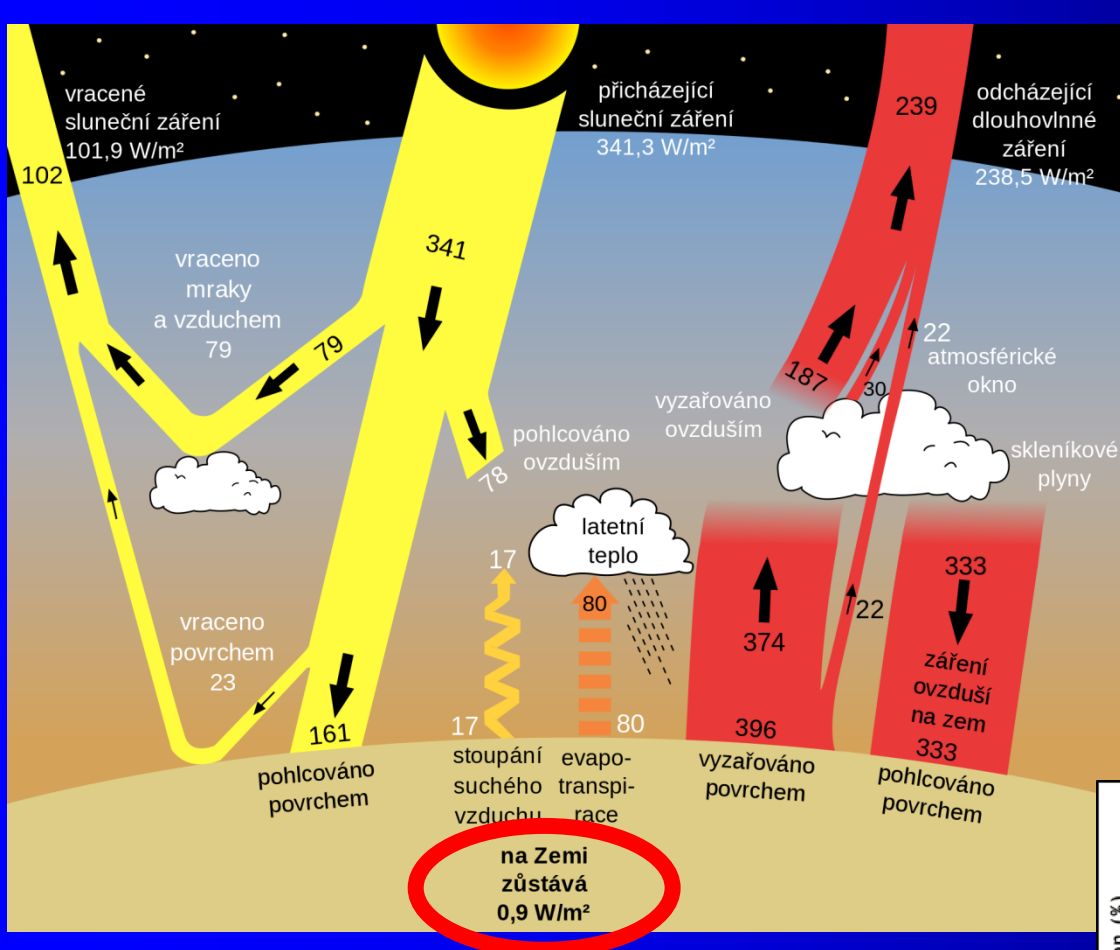 vracené
sluneční záření
101,9 W/m²
102
přicházející
sluneční záření
341,3 W/m²
239
odcházející
dlouhovlnné
záření
238,5 W/m²
341
vraceno
mraky
a vzduchem
79
79
187
30
22
atmosférické
okno
vyzařováno
ovzduším
pohlcováno
ovzduším
78
skleníkové
plyny
latetní
teplo
17
80
374
22
333
záření
ovzduší
na zem
333
pohlcováno
povrchem
vraceno
povrchem
23
161
pohlcováno
povrchem
17
stoupání
suchého
vzduchu
80
evapo-
transpi-
race
396
vyzařováno
povrchem
na Zemi
zůstává
0,9 W/m²
(%)